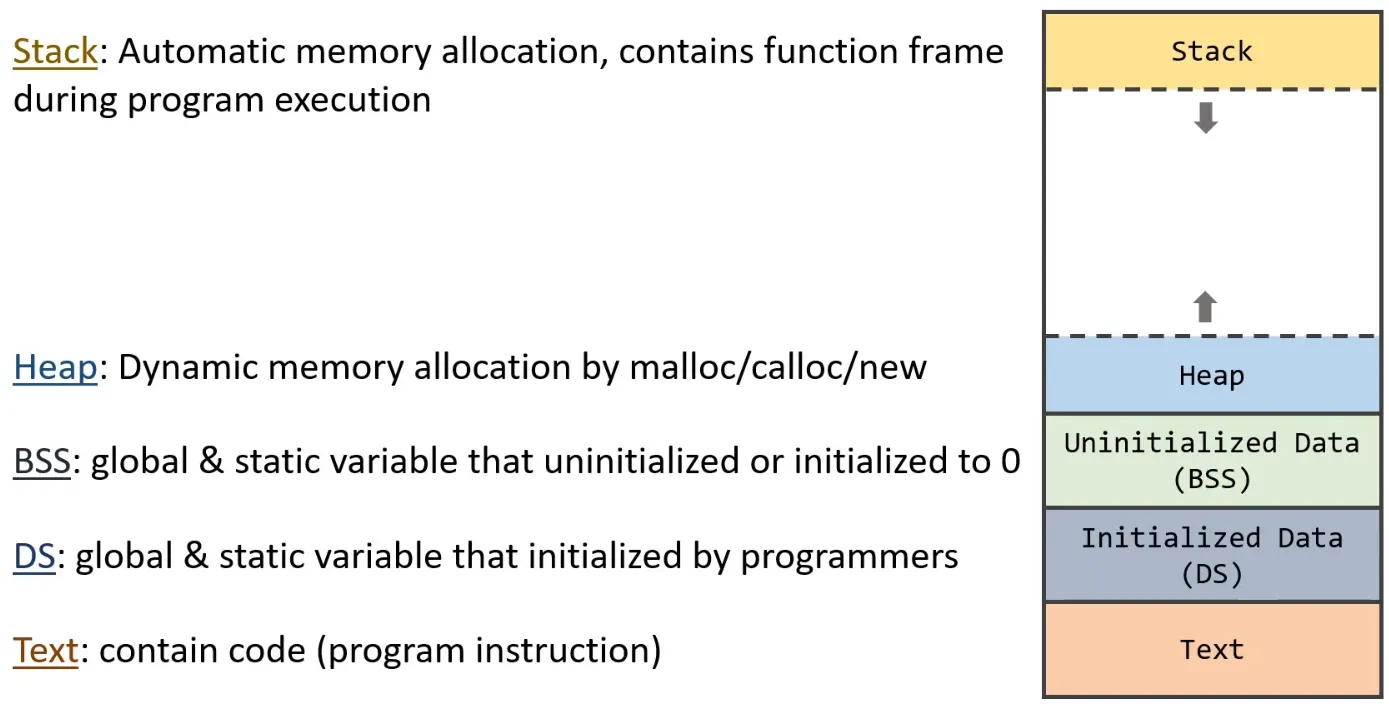 Stack: Automatic memory allocation, contains function frame
during program execution
Heap: Dynamic memory allocation by malloc/calloc/new
BSS: global & static variable that uninitialized or initialized to 0
DS: global & static variable that initialized by programmers
Text: contain code (program instruction)
Stack
Heap
Uninitialized Data
(BSS)
Initialized Data
(DS)
Text